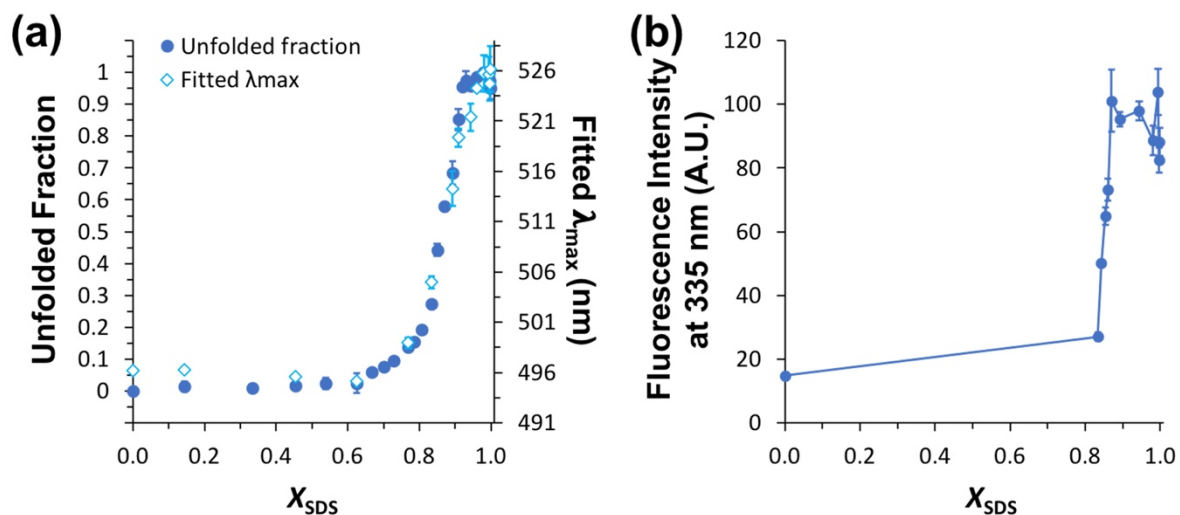 (a)
Unfolded fraction
Fitted λmax
Unfolded Fraction
1
0.9
0.8
0.7
0.6
0.5
0.4
0.3
0.2
0.1
0
526
521
516
511
506
501
496
491
Fitted λmax (nm)
0.0 0.2 0.4 0.6 0.8 1.0
XSDS
(b)
Fluorescence Intensity
at 335 nm (A.U.)
120
100
80
60
40
20
0
0.0 0.2 0.4 0.6 0.8 1.0
XSDS